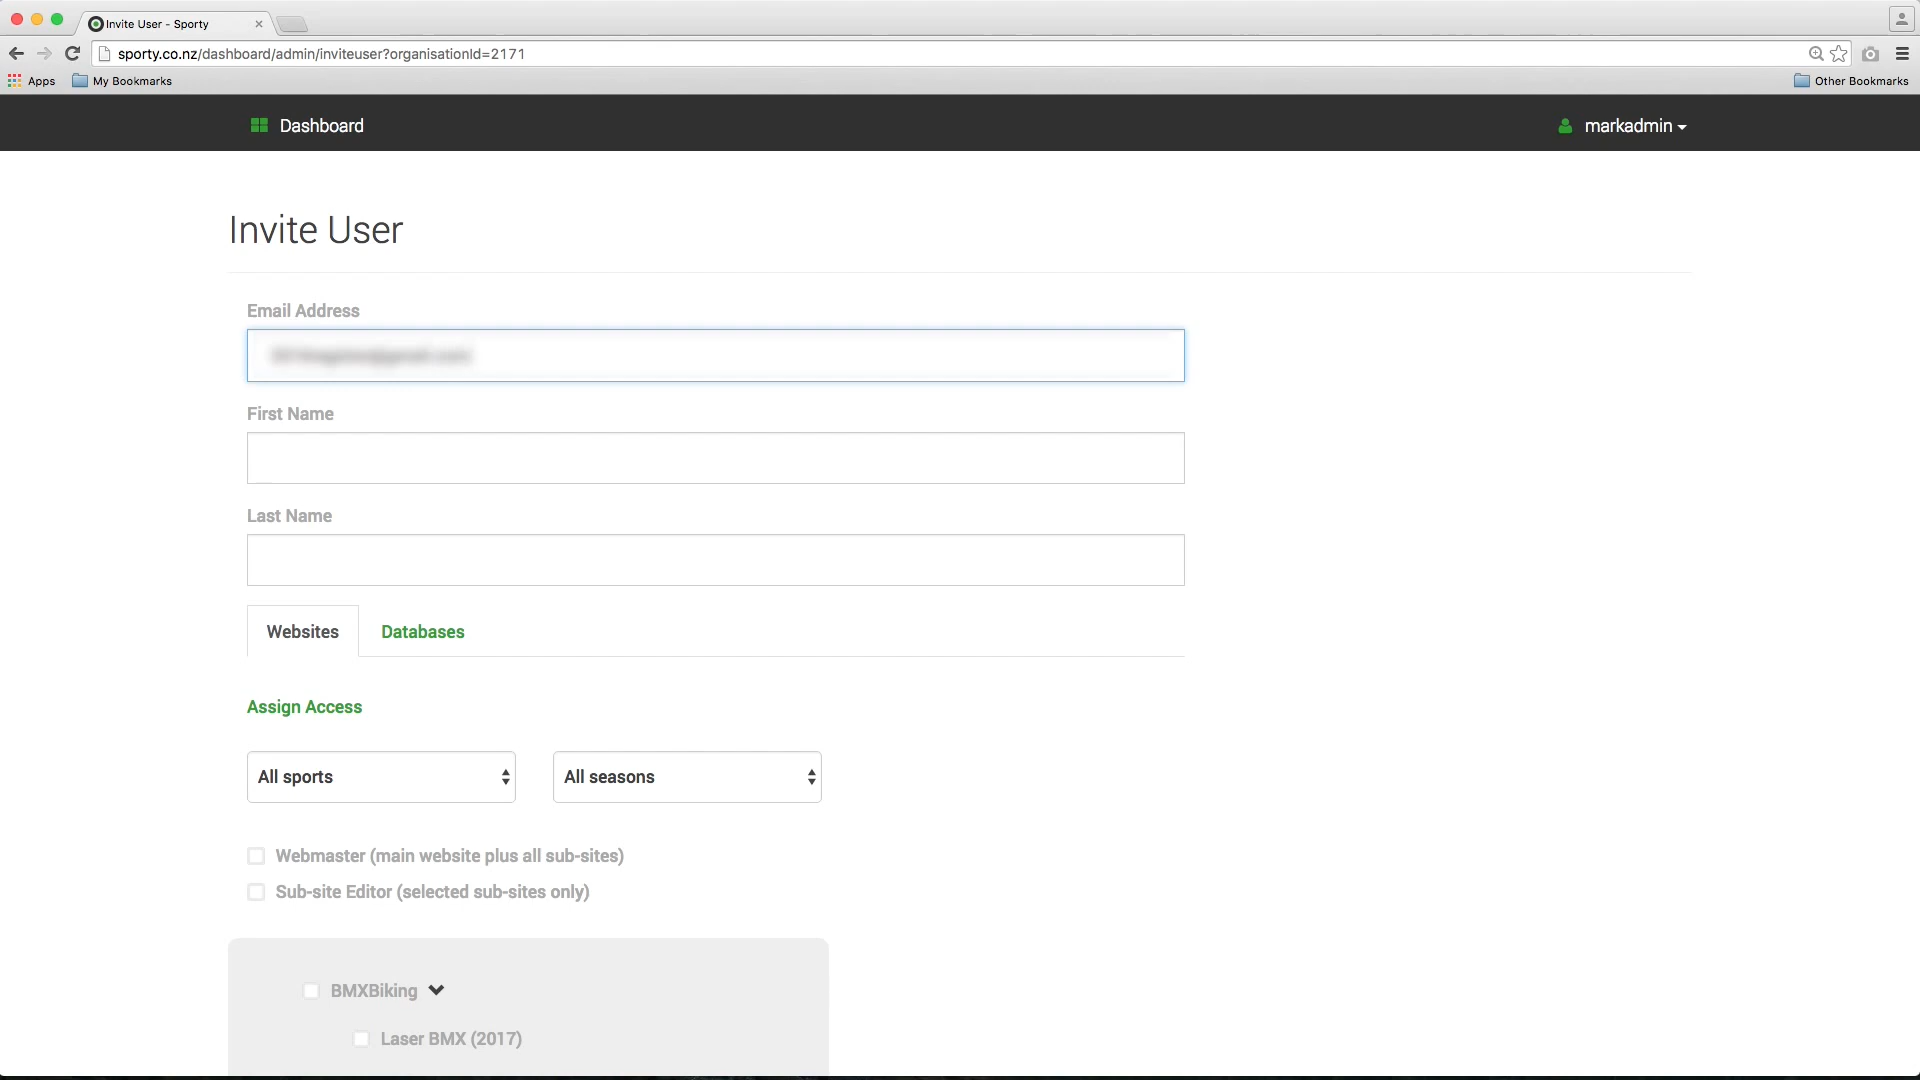 Invite User - Sporty
sporty.co.nz/dashboard/admin/inviteuser?organisationId=2171
Apps My Bookmarks Other Bookmarks
Dashboard markadmin
Invite User
Email Address
First Name
Last Name
Websites Databases
Assign Access
All sports All seasons
Webmaster (main website plus all sub-sites)
Sub-site Editor (selected sub-sites only)
BMXBiking
Laser BMX (2017)